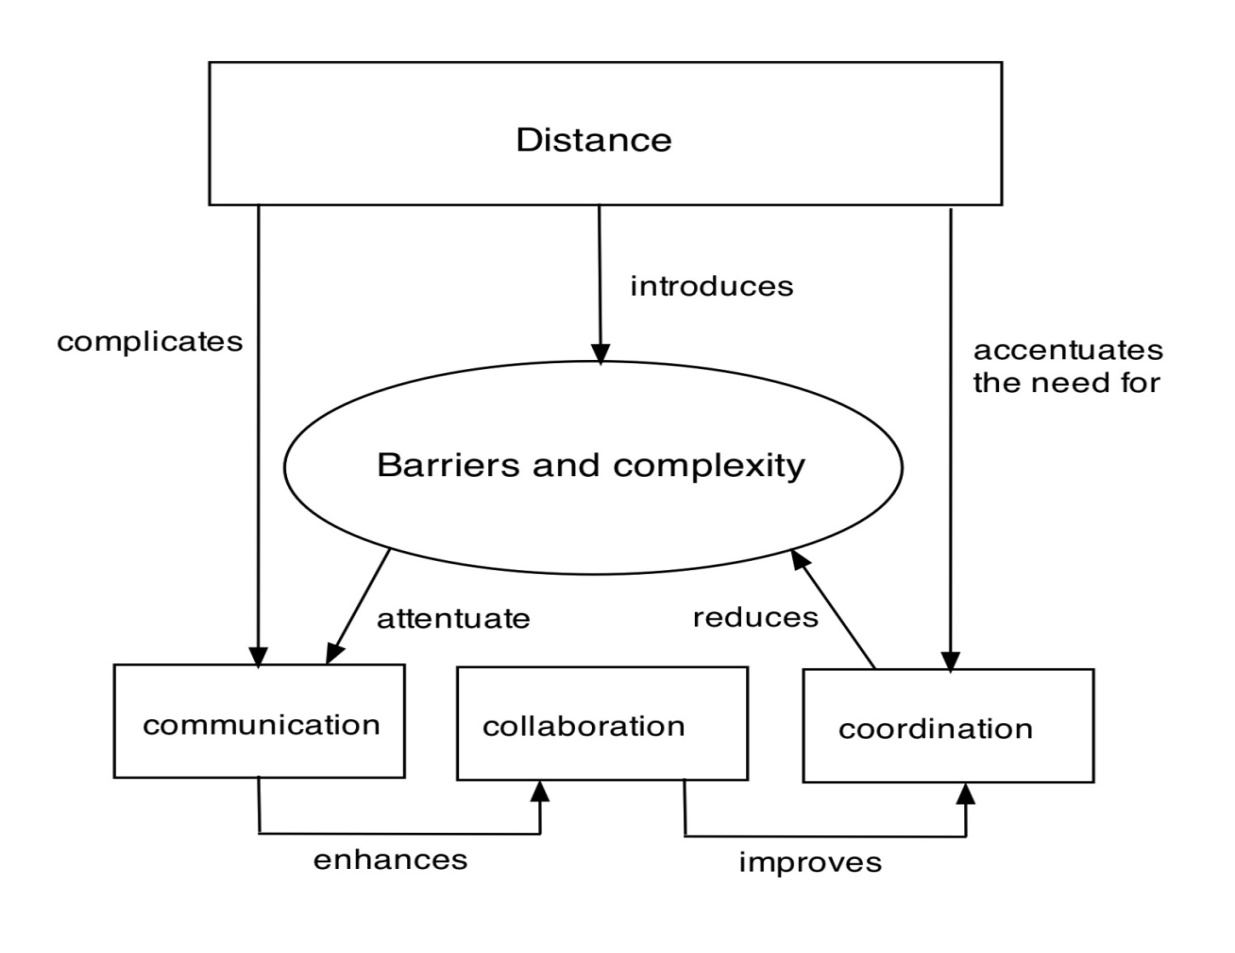 Distance
introduces
complicates
accentuates
the need for
Barriers and complexity
attentuate
reduces
communication
collaboration
coordination
enhances
improves